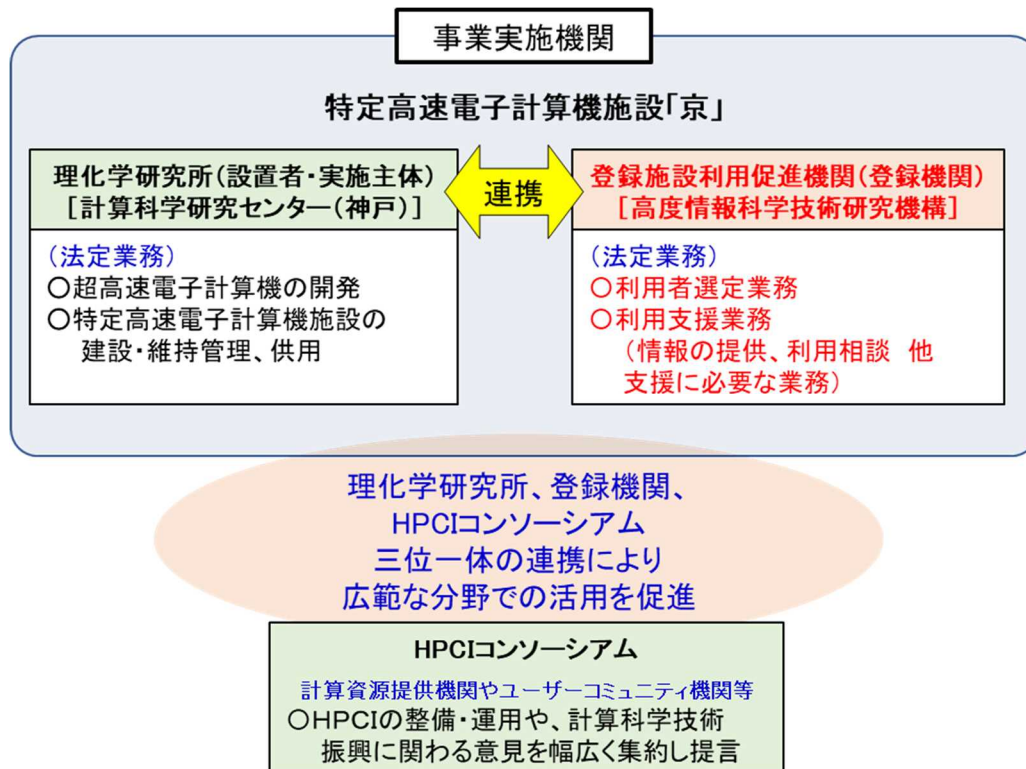 事業実施機関
特定高速電子計算機施設「京」
理化学研究所(設置者・実施主体)
[計算科学研究センター(神戸)]
(法定業務)
〇超高速電子計算機の開発
〇特定高速電子計算機施設の
建設・維持管理、供用
連携
登録施設利用促進機関(登録機関)
[高度情報科学技術研究機構]
(法定業務)
〇利用者選定業務
〇利用支援業務
(情報の提供、利用相談 他
支援に必要な業務)
理化学研究所、登録機関、
HPCIコンソーシアム
三位一体の連携により
広範な分野での活用を促進
HPCIコンソーシアム
計算資源提供機関やユーザーコミュニティ機関等
〇HPCIの整備・運用や、計算科学技術
振興に関わる意見を幅広く集約し提言